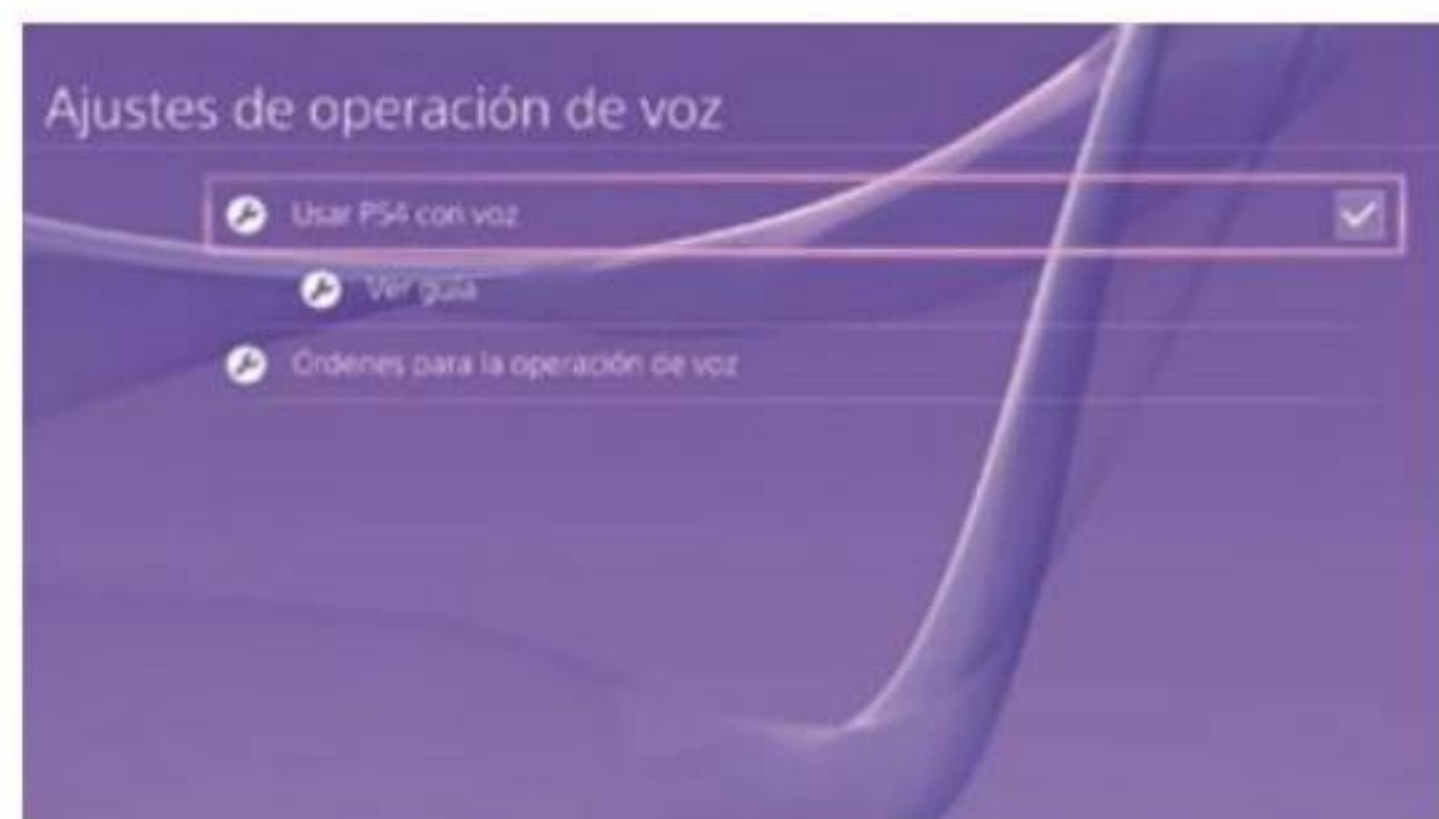 Ajustes de operación de voz
Usar PS4 con voz
Ver guía
Órdenes para la operación de voz